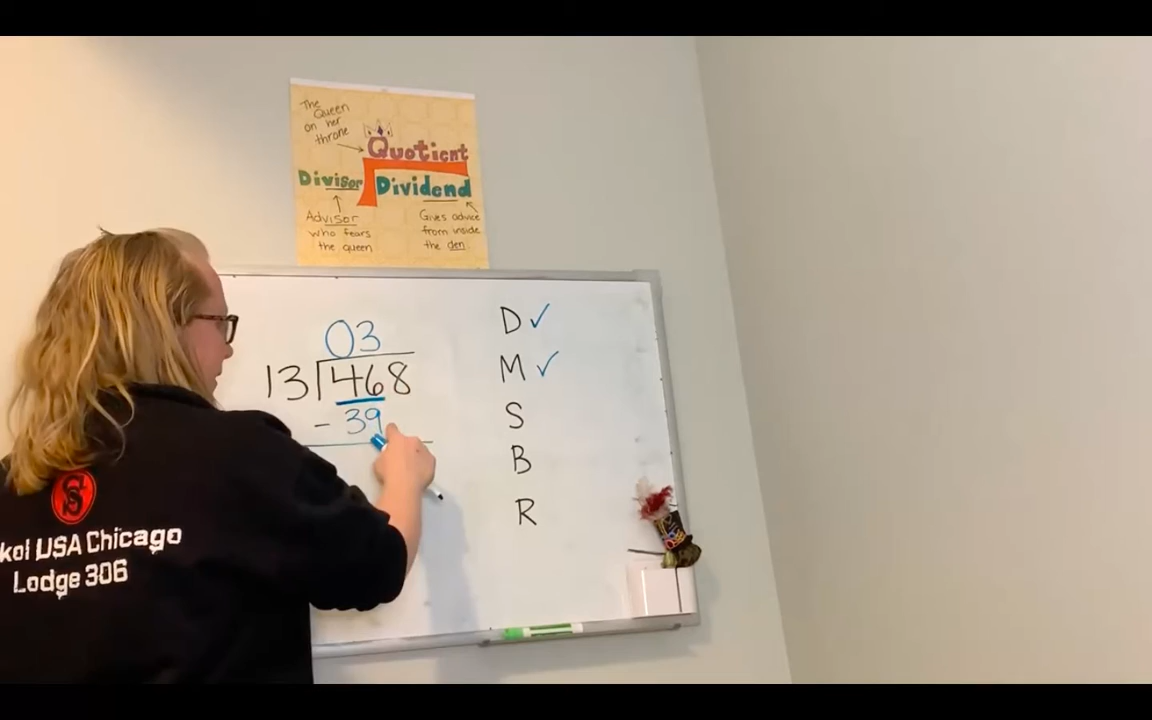 The
Queen
on her
throne
Quotient
Divisor
Dividend
Advisor
who fears
the queen
Gives advice
from inside
the den
03
13 468
- 39
D ✓
M ✓
S
B
R
S
kol USA Chicago
Lodge 306